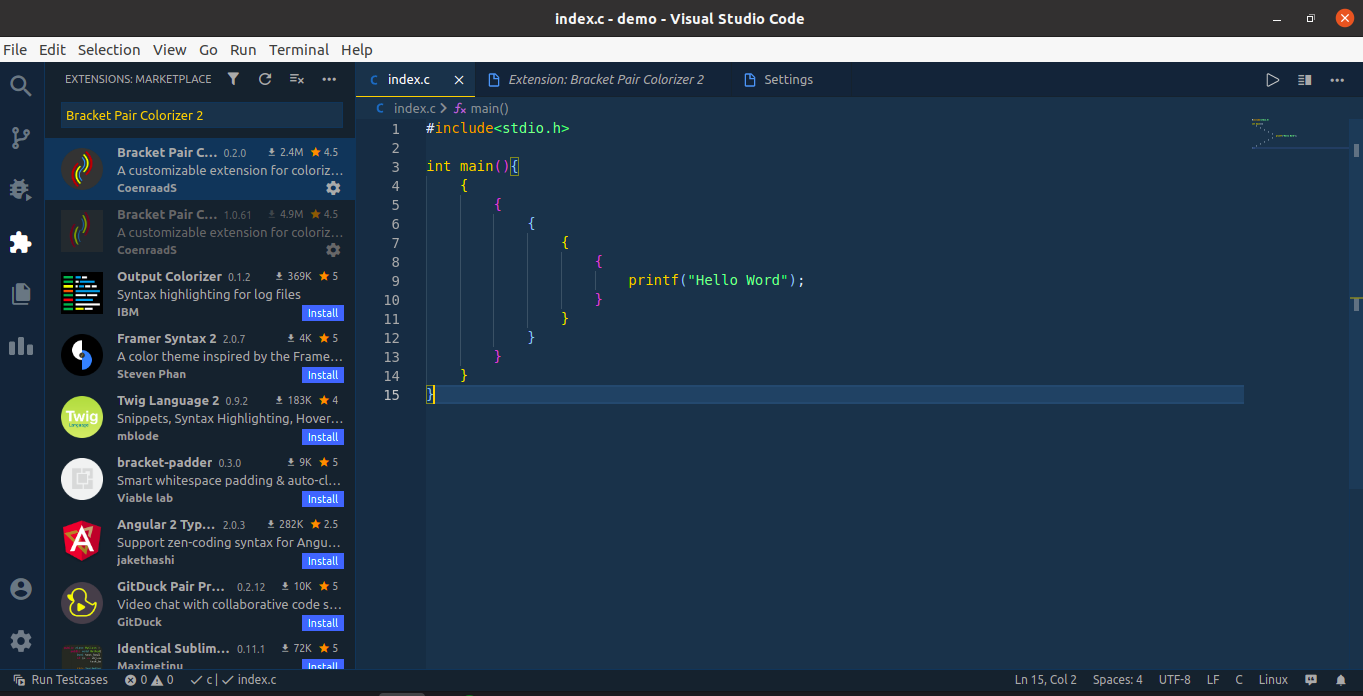 index.c - demo - Visual Studio Code
File Edit Selection View Go Run Terminal Help
EXTENSIONS: MARKETPLACE
Bracket Pair Colorizer 2
Bracket Pair C... 0.2.0 2.4M 4.5
A customizable extension for coloriz...
CoenraadS
Bracket Pair C... 1.0.61 4.9M 4.5
A customizable extension for coloriz...
CoenraadS
Output Colorizer 0.1.2 369K 5
Syntax highlighting for log files
IBM Install
Framer Syntax 2 2.0.7 4K 5
A color theme inspired by the Frame...
Steven Phan Install
Twig Language 2 0.9.2 183K 4
Twig
Language
Snippets, Syntax Highlighting, Hover...
mblode Install
bracket-padder 0.3.0 9K 5
Smart whitespace padding & auto-cl...
Viable lab Install
Angular 2 Typ... 2.0.3 282K 2.5
A
Support zen-coding syntax for Angu...
jakethashi Install
GitDuck Pair Pr... 0.2.12 10K 5
Video chat with collaborative code s...
GitDuck Install
Identical Sublim... 0.11.1 72K 5
Maximetinu Install
C index.c Extension: Bracket Pair Colorizer 2 Settings
C index.c > main()
1 #include<stdio.h>
2
3 int main(){
4 {
5 {
6 {
7 {
8 {
9 printf("Hello Word");
10 }
11 }
12 }
13 }
14 }
15 }
Run Testcases 0 0 c | index.c Ln 15, Col 2 Spaces: 4 UTF-8 LF C Linux